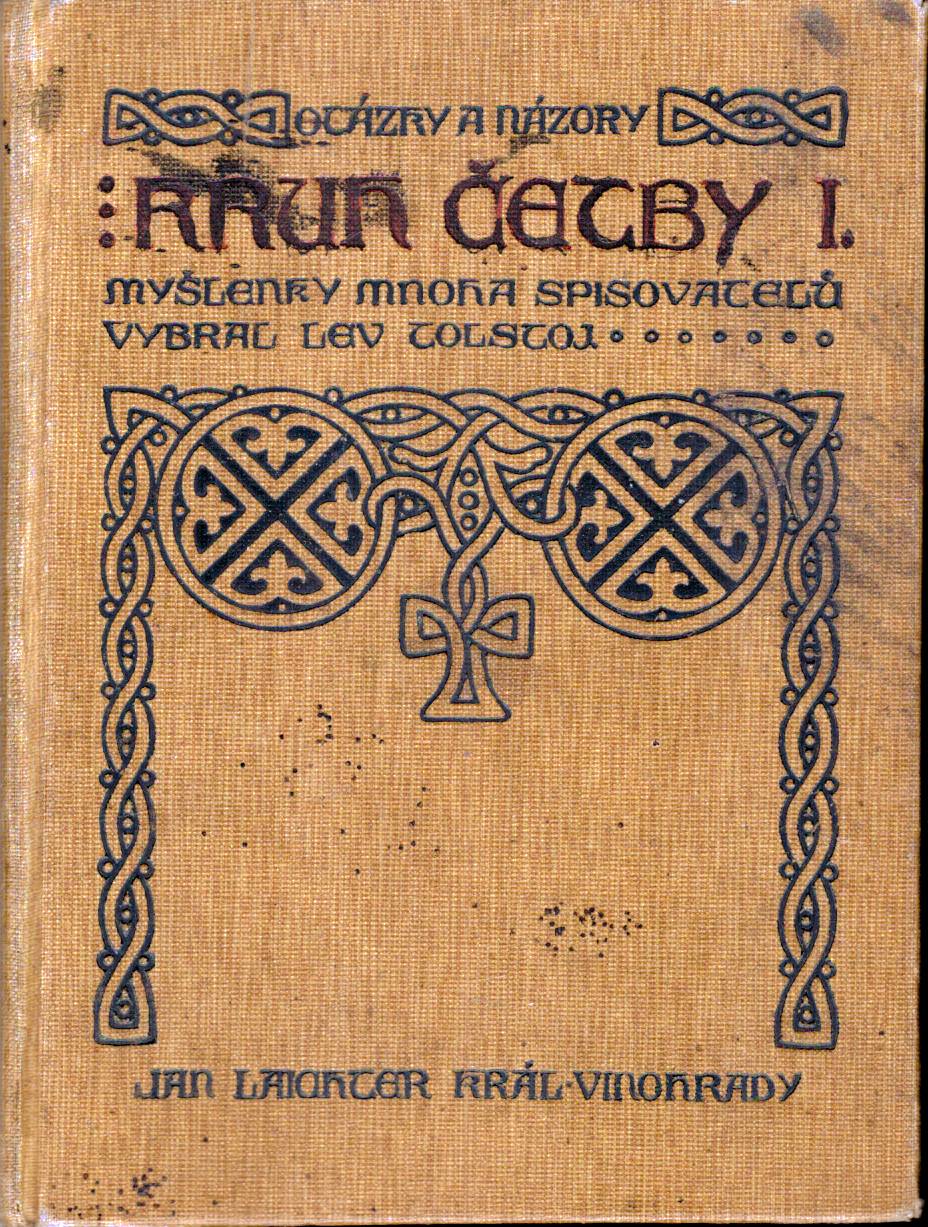 OTÁZKY A NÁZORY
KRUH ČETBY I.
MYŠLENKY MNOHA SPISOVATELŮ
VYBRAL LEV TOLSTOJ
JAN LAICHTER KRÁL·VINOHRADY